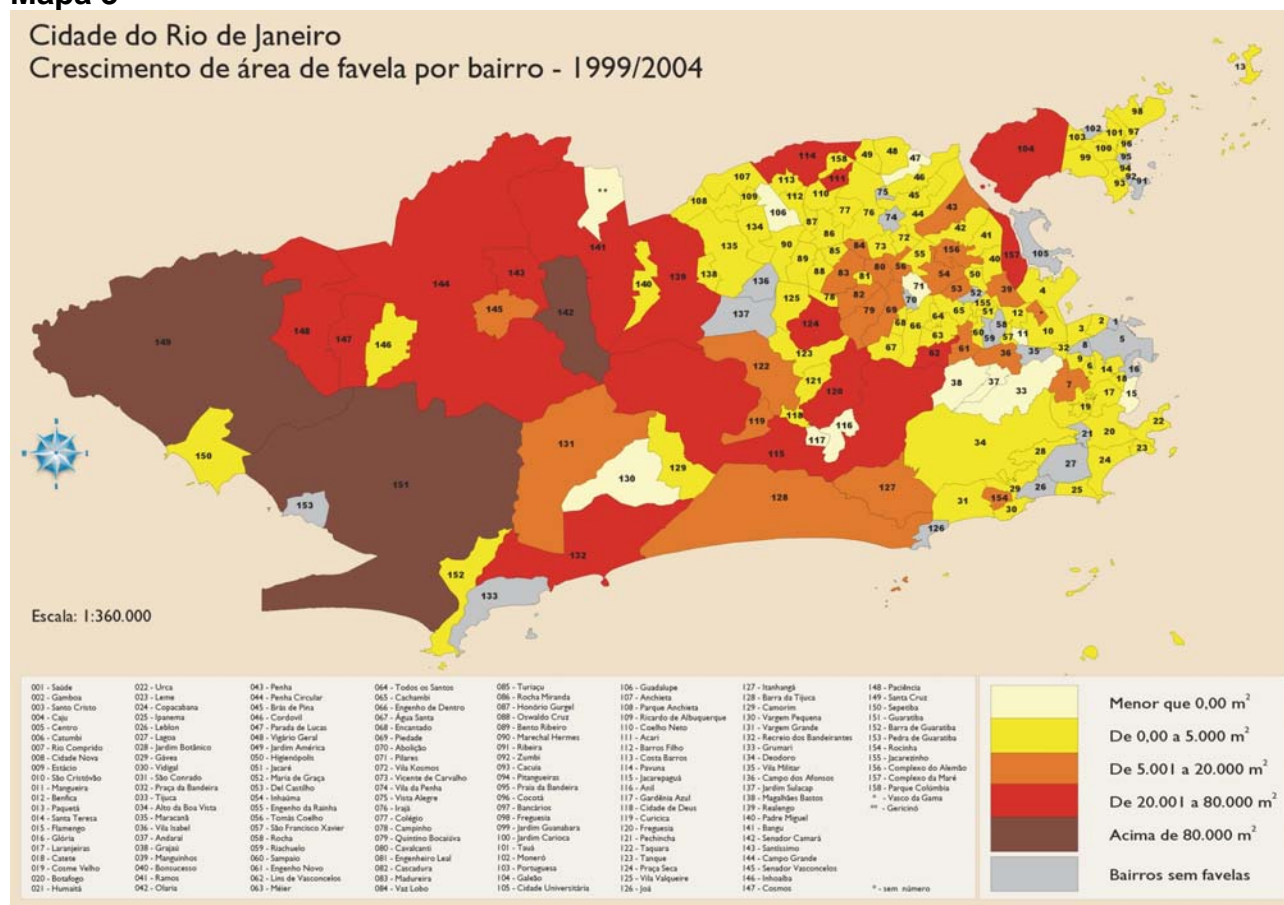 Mapa 3
Cidade do Rio de Janeiro
Crescimento de área de favela por bairro - 1999/2004
Escala: 1:360.000
001 - Saúde
002 - Gamboa
003 - Santo Cristo
004 - Caju
005 - Centro
006 - Catumbi
007 - Rio Comprido
008 - Cidade Nova
009 - Estácio
010 - São Cristóvão
011 - Mangueira
012 - Benfica
013 - Paquetá
014 - Santa Teresa
015 - Flamengo
016 - Glória
017 - Laranjeiras
018 - Catete
019 - Cosme Velho
020 - Botafogo
021 - Humaitá
022 - Urca
023 - Leme
024 - Copacabana
025 - Ipanema
026 - Leblon
027 - Lagoa
028 - Jardim Botânico
029 - Gávea
030 - Vidigal
031 - São Conrado
032 - Praça da Bandeira
033 - Tijuca
034 - Alto da Boa Vista
035 - Maracanã
036 - Vila Isabel
037 - Andaraí
038 - Grajaú
039 - Manguinhos
040 - Bonsucesso
041 - Ramos
042 - Olaria
043 - Penha
044 - Penha Circular
045 - Brás de Pina
046 - Cordovil
047 - Parada de Lucas
048 - Vigário Geral
049 - Jardim América
050 - Higienópolis
051 - Jacaré
052 - Maria da Graça
053 - Del Castilho
054 - Inhaúma
055 - Engenho da Rainha
056 - Tomás Coelho
057 - São Francisco Xavier
058 - Rocha
059 - Riachuelo
060 - Sampaio
061 - Engenho Novo
062 - Lins de Vasconcelos
063 - Méier
064 - Todos os Santos
065 - Cachambi
066 - Engenho de Dentro
067 - Água Santa
068 - Encantado
069 - Piedade
070 - Abolição
071 - Pilares
072 - Vila Kosmos
073 - Vicente de Carvalho
074 - Vila da Penha
075 - Vista Alegre
076 - Irajá
077 - Colégio
078 - Campinho
079 - Quintino Bocaiúva
080 - Cavalcanti
081 - Engenheiro Leal
082 - Cascadura
083 - Madureira
084 - Vaz Lobo
085 - Turiaçu
086 - Rocha Miranda
087 - Honório Gurgel
088 - Oswaldo Cruz
089 - Bento Ribeiro
090 - Marechal Hermes
091 - Ribeira
092 - Zumbi
093 - Cacuia
094 - Pitangueiras
095 - Praia da Bandeira
096 - Cocotá
097 - Bancários
098 - Freguesia
099 - Jardim Guanabara
100 - Jardim Carioca
101 - Tauá
102 - Moneró
103 - Portuguesa
104 - Galeão
105 - Cidade Universitária
106 - Guadalupe
107 - Anchieta
108 - Parque Anchieta
109 - Ricardo de Albuquerque
110 - Coelho Neto
111 - Acari
112 - Barros Filho
113 - Costa Barros
114 - Pavuna
115 - Jacarepaguá
116 - Anil
117 - Gardênia Azul
118 - Cidade de Deus
119 - Curicica
120 - Freguesia
121 - Pechincha
122 - Taquara
123 - Tanque
124 - Praça Seca
125 - Vila Valqueire
126 - Joá
127 - Itanhangá
128 - Barra da Tijuca
129 - Camorim
130 - Vargem Pequena
131 - Vargem Grande
132 - Recreio dos Bandeirantes
133 - Grumari
134 - Deodoro
135 - Vila Militar
136 - Campo dos Afonsos
137 - Jardim Sulacap
138 - Magalhães Bastos
139 - Realengo
140 - Padre Miguel
141 - Bangu
142 - Senador Camará
143 - Santíssimo
144 - Campo Grande
145 - Senador Vasconcelos
146 - Inhoaíba
147 - Cosmos
148 - Paciência
149 - Santa Cruz
150 - Sepetiba
151 - Guaratiba
152 - Barra de Guaratiba
153 - Pedra de Guaratiba
154 - Rocinha
155 - Jacarezinho
156 - Complexo do Alemão
157 - Complexo da Maré
158 - Parque Colúmbia
* - Vasco da Gama
** - Gericinó
* - sem número
Menor que 0,00 m²
De 0,00 a 5.000 m²
De 5.001 a 20.000 m²
De 20.001 a 80.000 m²
Acima de 80.000 m²
Bairros sem favelas